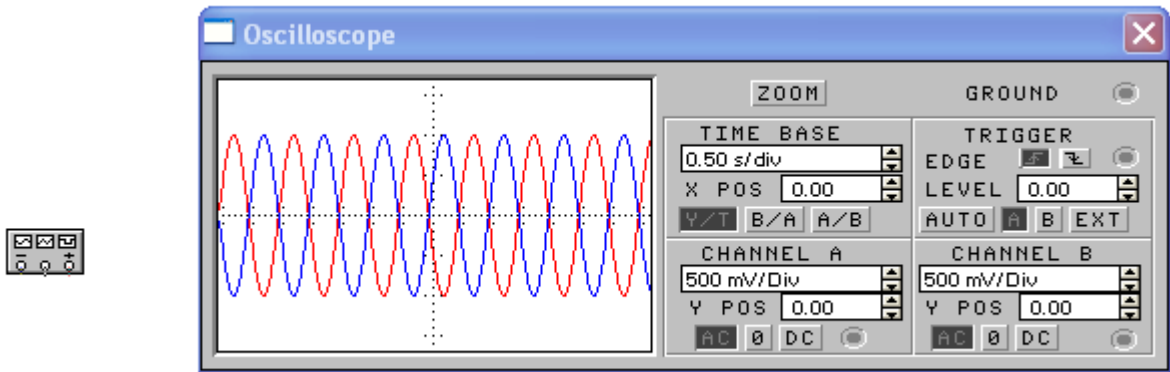 Oscilloscope
ZOOM
GROUND
TIME BASE
0.50 s/div
X POS 0.00
Y/T B/A A/B
TRIGGER
EDGE
LEVEL 0.00
AUTO A B EXT
CHANNEL A
500 mV/Div
Y POS 0.00
AC 0 DC
CHANNEL B
500 mV/Div
Y POS 0.00
AC 0 DC